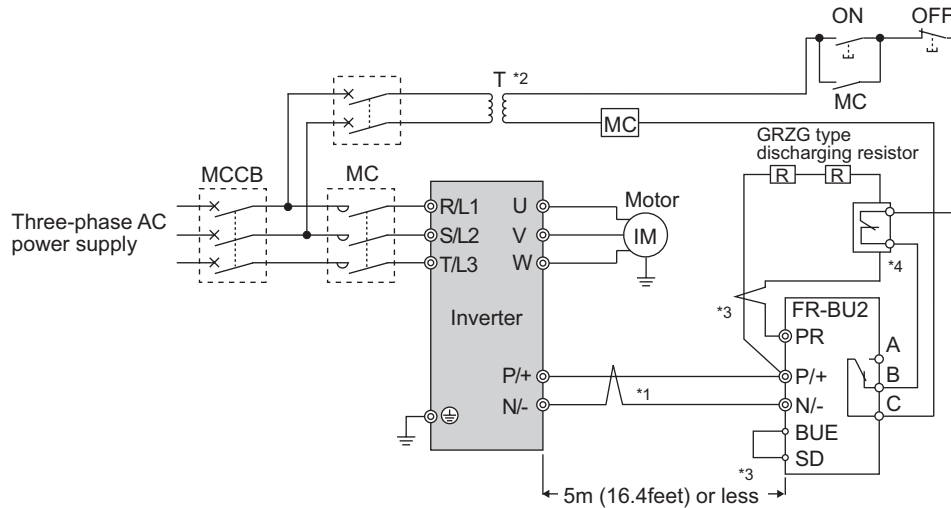 ON
OFF
T *2
MC
MC
GRZG type
discharging resistor
R
R
MCCB
MC
Three-phase AC
power supply
R/L1
S/L2
T/L3
U
V
W
Motor
IM
Inverter
*4
*3
FR-BU2
PR
A
P/+
P/+
B
N/-
*1
N/-
C
BUE
SD
*3
5m (16.4feet) or less